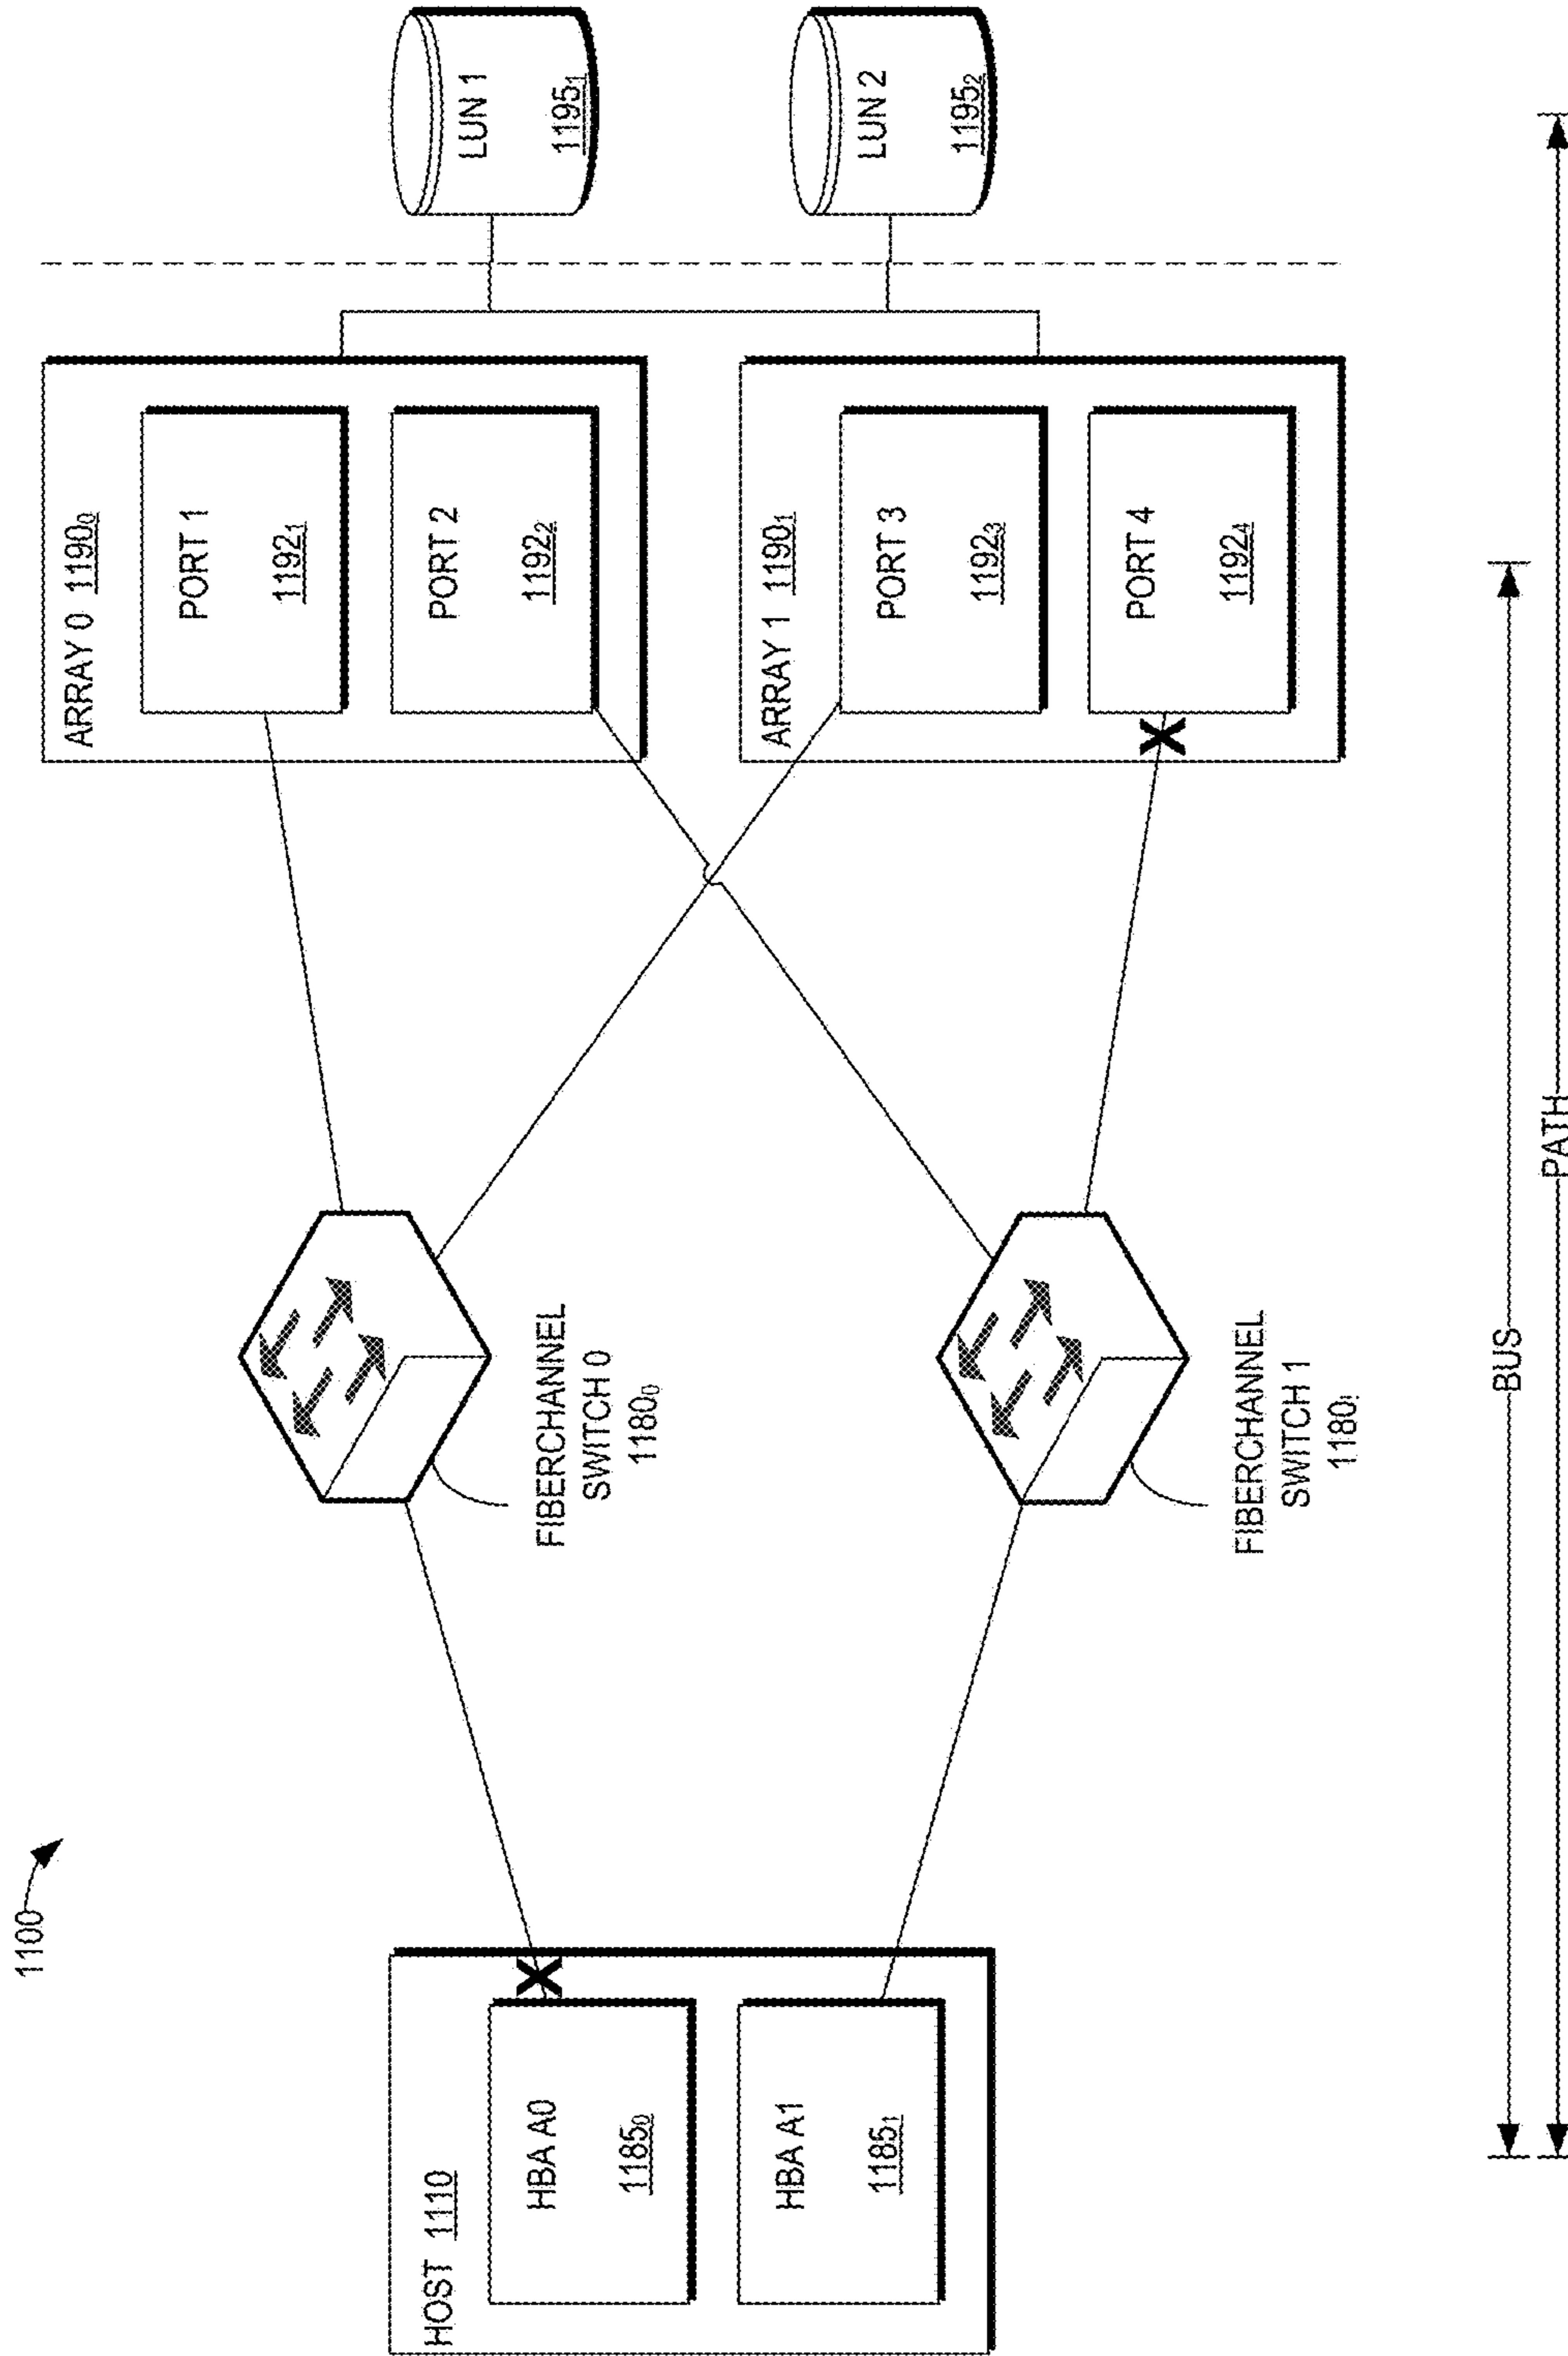 1100
HOST 1110
HBA A0
1185₀
HBA A1
1185₁
FIBERCHANNEL
SWITCH 0
1180₀
FIBERCHANNEL
SWITCH 1
1180₁
ARRAY 0 1190₀
PORT 1
1192₁
PORT 2
1192₂
ARRAY 1 1190₁
PORT 3
1192₃
PORT 4
1192₄
LUN 1
1195₁
LUN 2
1195₂
X
X
BUS
PATH